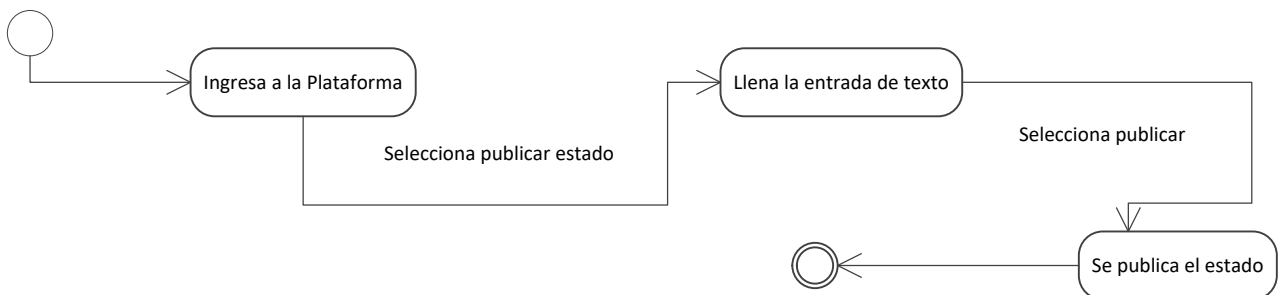 Ingresa a la Plataforma
Llena la entrada de texto
Selecciona publicar
Selecciona publicar estado
Se publica el estado